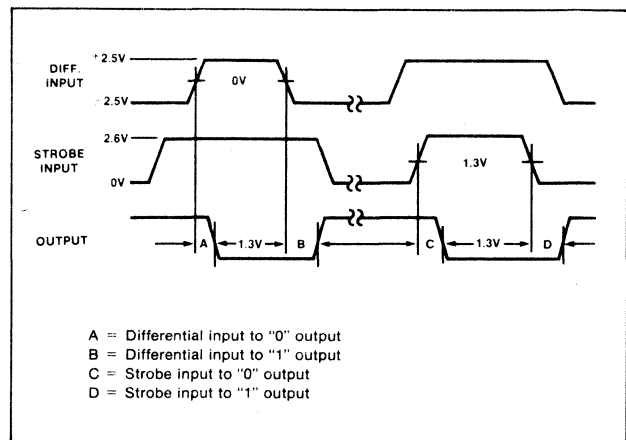 +2.5V
DIFF. INPUT
0V
-2.5V
2.6V
STROBE INPUT
1.3V
0V
OUTPUT
A
1.3V
B
C
1.3V
D
A = Differential input to "0" output
B = Differential input to "1" output
C = Strobe input to "0" output
D = Strobe input to "1" output